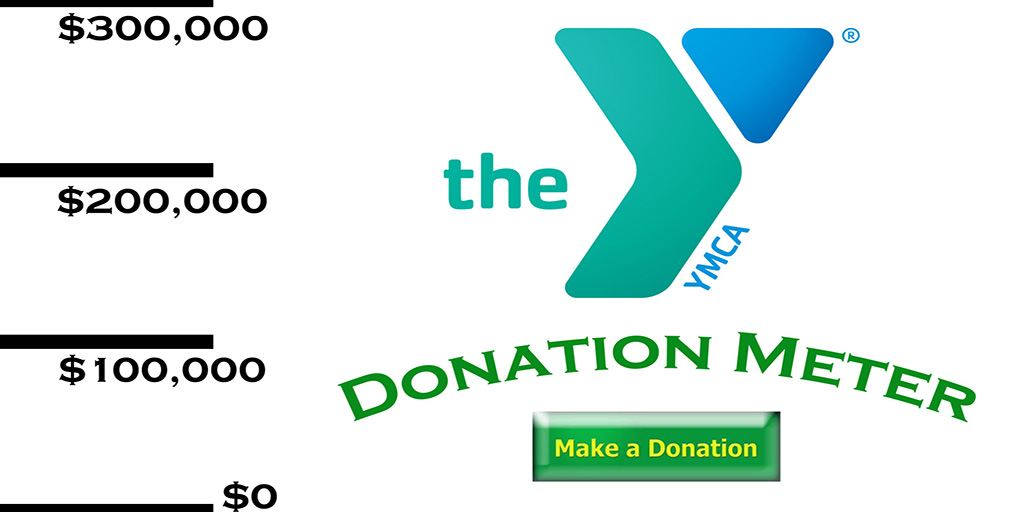 $300,000
$200,000
$100,000
$0
the
®
YMCA
DONATION METER
Make a Donation